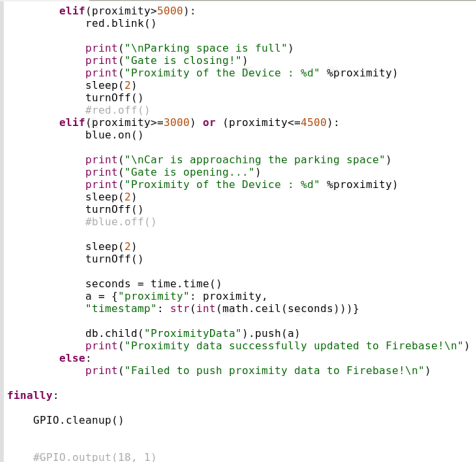 elif(proximity>5000):
red.blink()
print("\nParking space is full")
print("Gate is closing!")
print("Proximity of the Device : %d" %proximity)
sleep(2)
turnOff()
#red.off()
elif(proximity>=3000) or (proximity<=4500):
blue.on()
print("\nCar is approaching the parking space")
print("Gate is opening...")
print("Proximity of the Device : %d" %proximity)
sleep(2)
turnOff()
#blue.off()
sleep(2)
turnOff()
seconds = time.time()
a = {"proximity": proximity,
"timestamp": str(int(math.ceil(seconds)))}
db.child("ProximityData").push(a)
print("Proximity data successfully updated to Firebase!\n")
else:
print("Failed to push proximity data to Firebase!\n")
finally:
GPIO.cleanup()
#GPIO.output(18, 1)